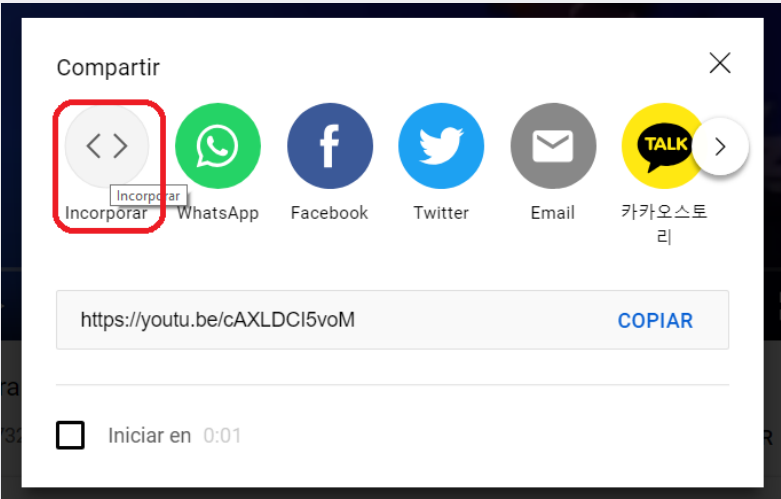 Compartir
TALK
Incorporar
Incorporar
WhatsApp
Facebook
Twitter
Email
카카오스토
리
https://youtu.be/cAXLDCI5voM
COPIAR
Iniciar en 0:01